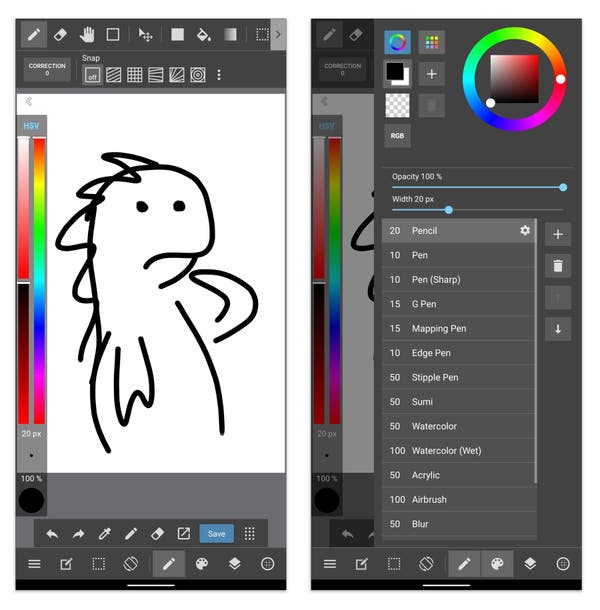 CORRECTION
0
Snap
off
HSV
20 px
100 %
Save
CORRECTION
0
HSV
20 px
100 %
RGB
Opacity 100 %
Width 20 px
20 Pencil
10 Pen
10 Pen (Sharp)
15 G Pen
15 Mapping Pen
10 Edge Pen
50 Stipple Pen
50 Sumi
50 Watercolor
100 Watercolor (Wet)
50 Acrylic
100 Airbrush
50 Blur